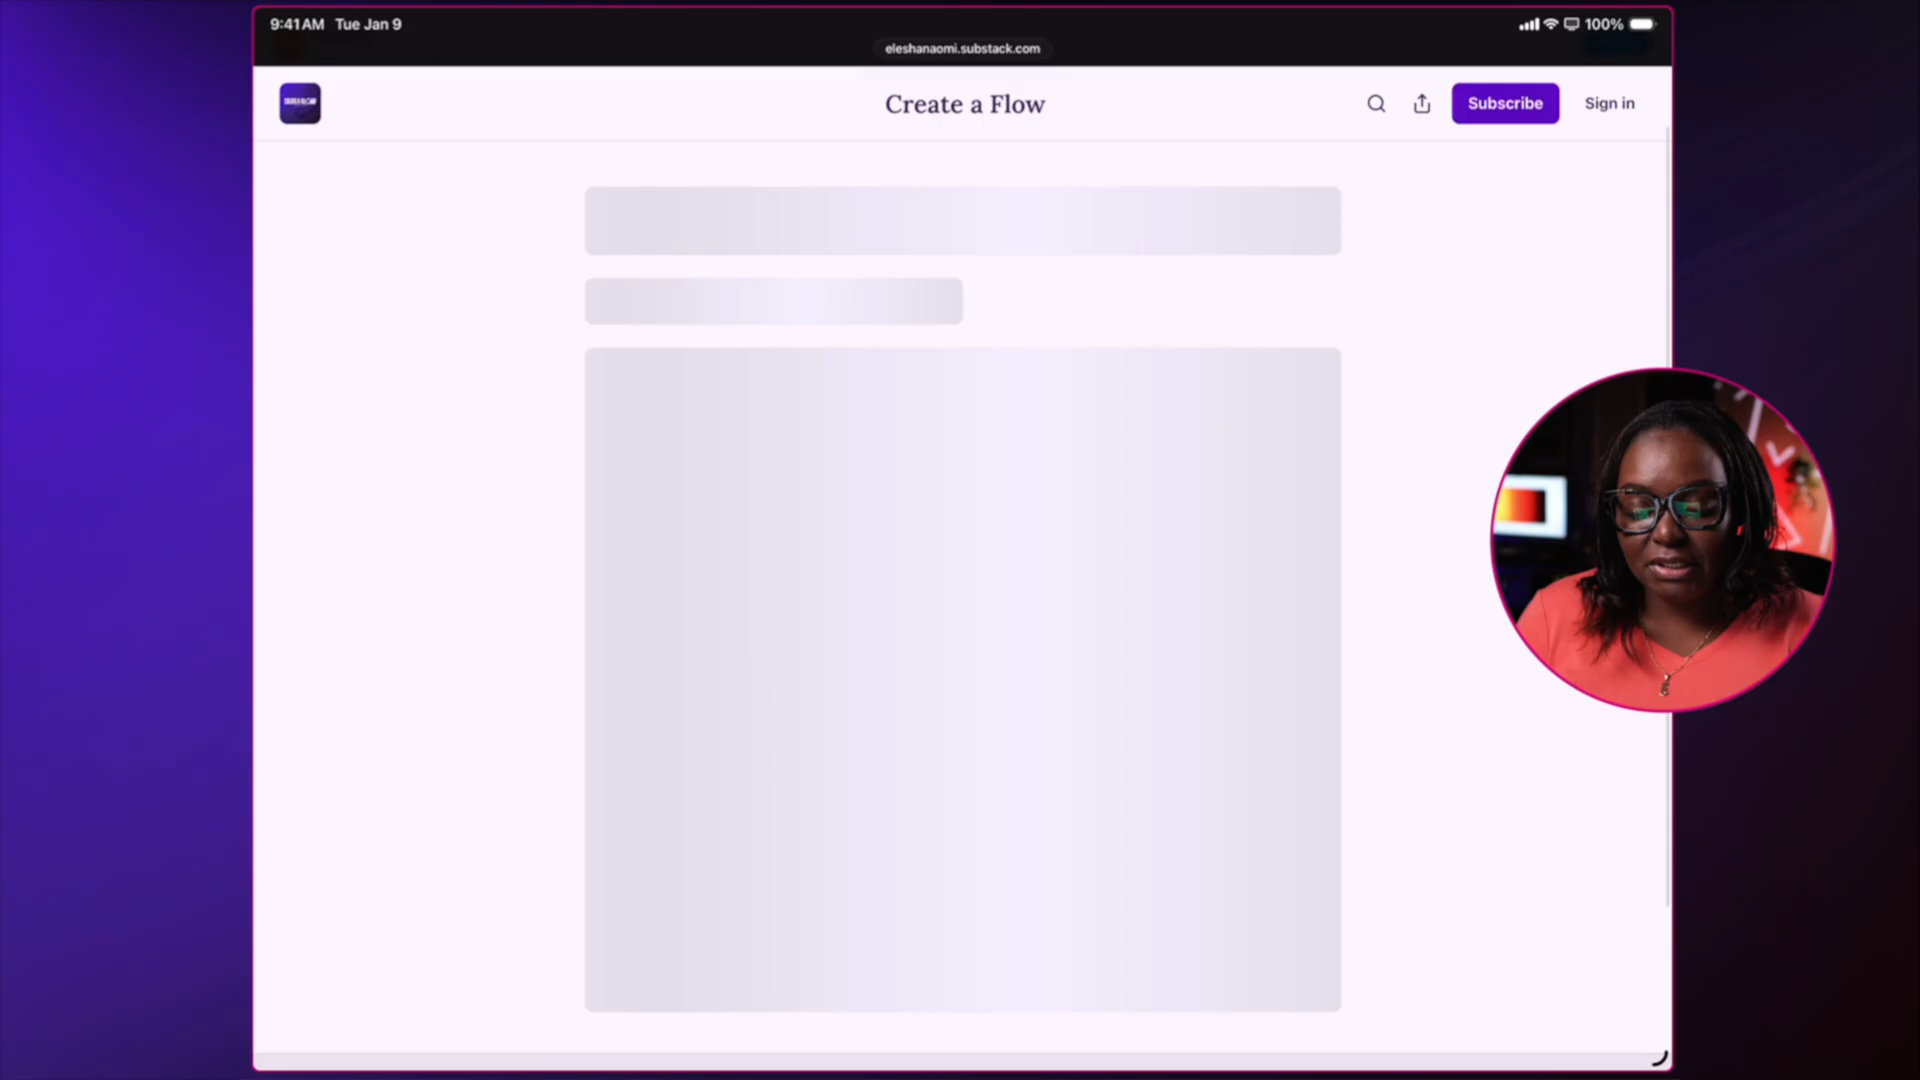 9:41 AM Tue Jan 9
100%
eleshanaomi.substack.com
Create a Flow
Subscribe
Sign in